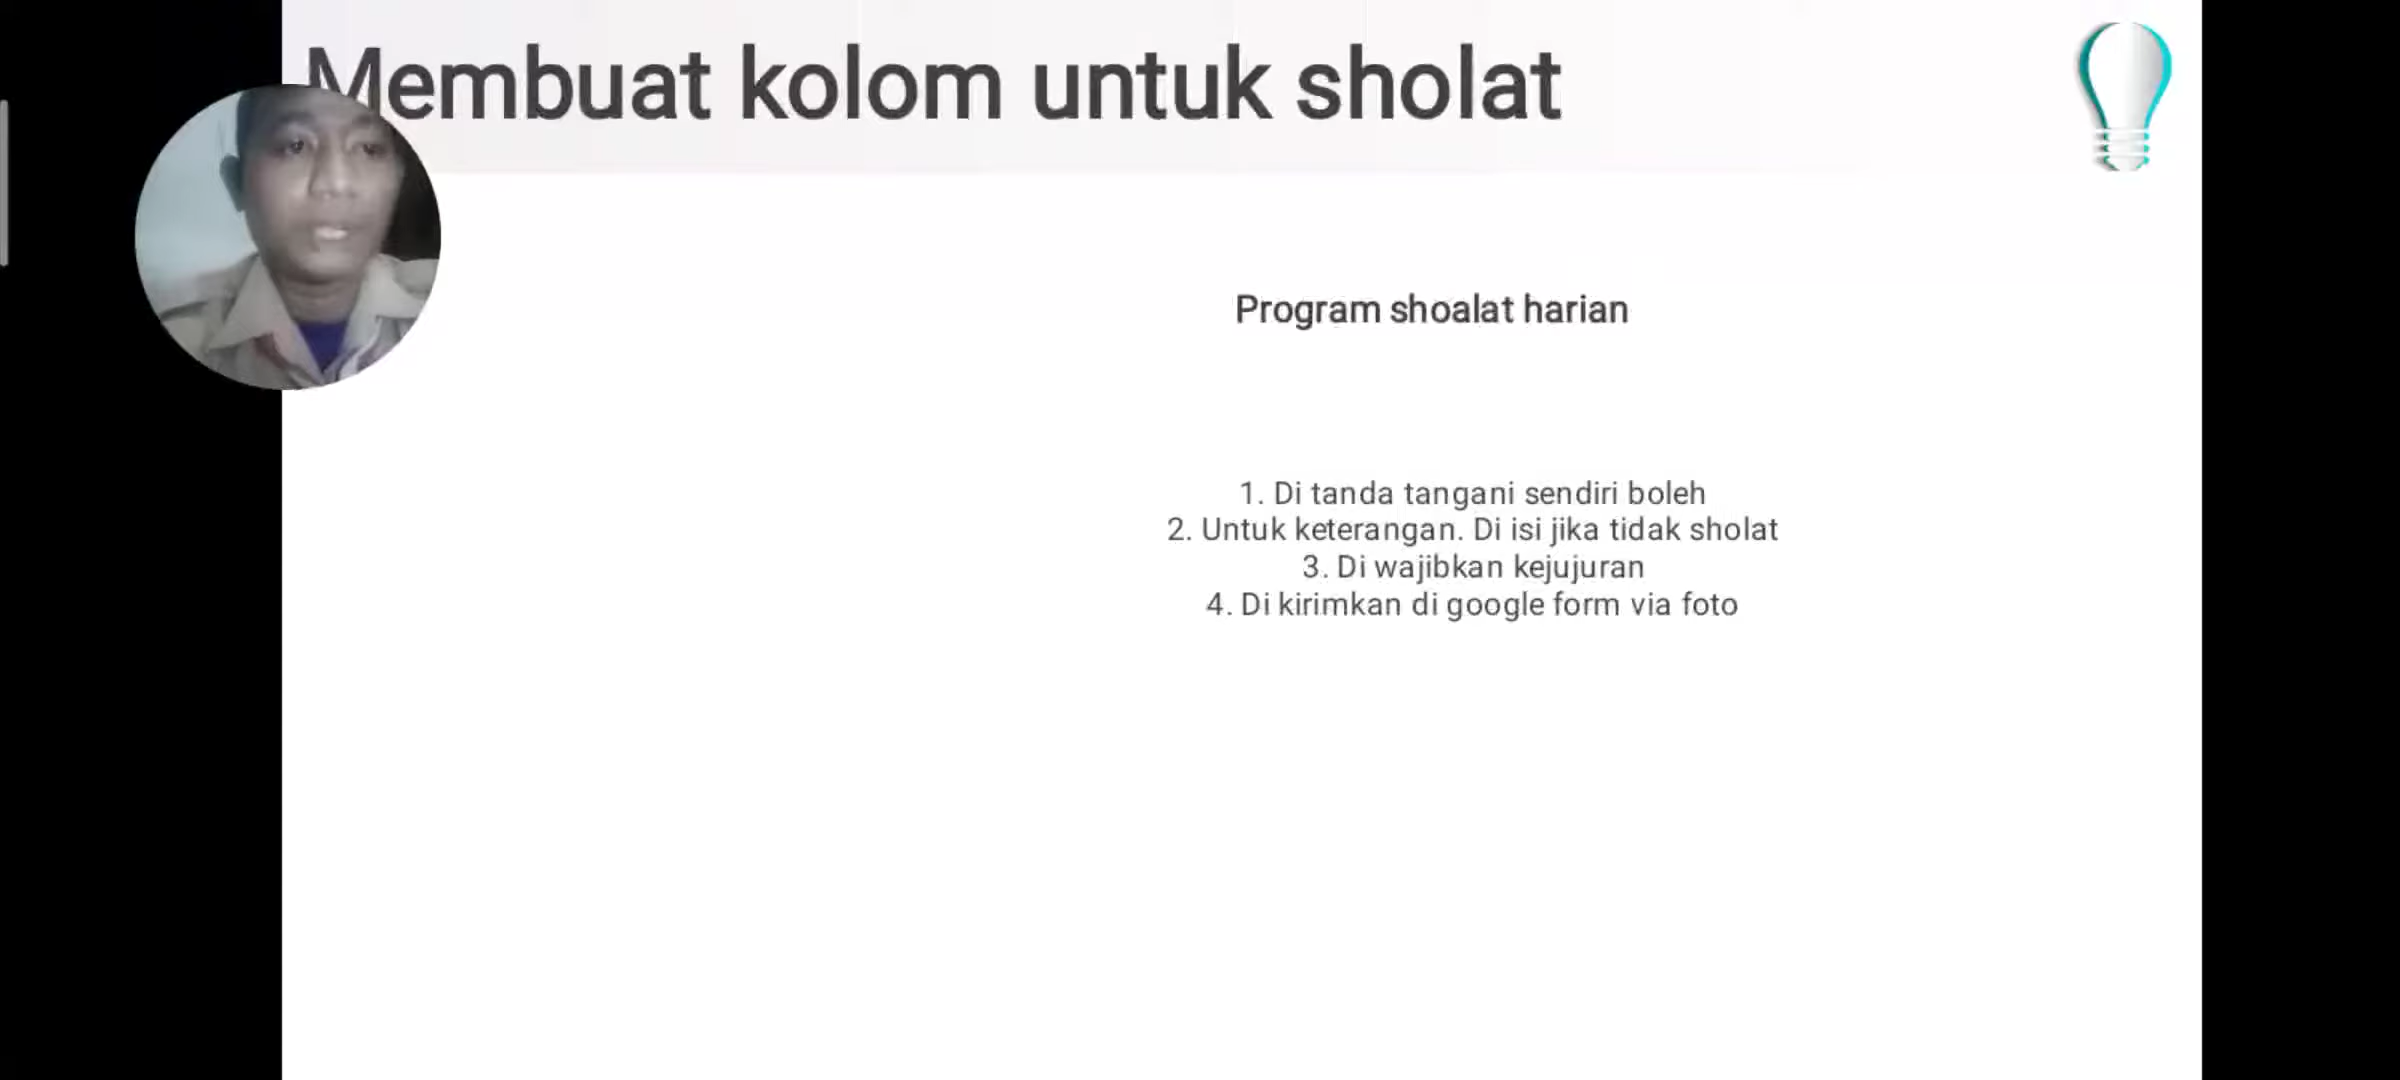 Membuat kolom untuk sholat
Program shoalat harian
1. Di tanda tangani sendiri boleh
2. Untuk keterangan. Di isi jika tidak sholat
3. Di wajibkan kejujuran
4. Di kirimkan di google form via foto